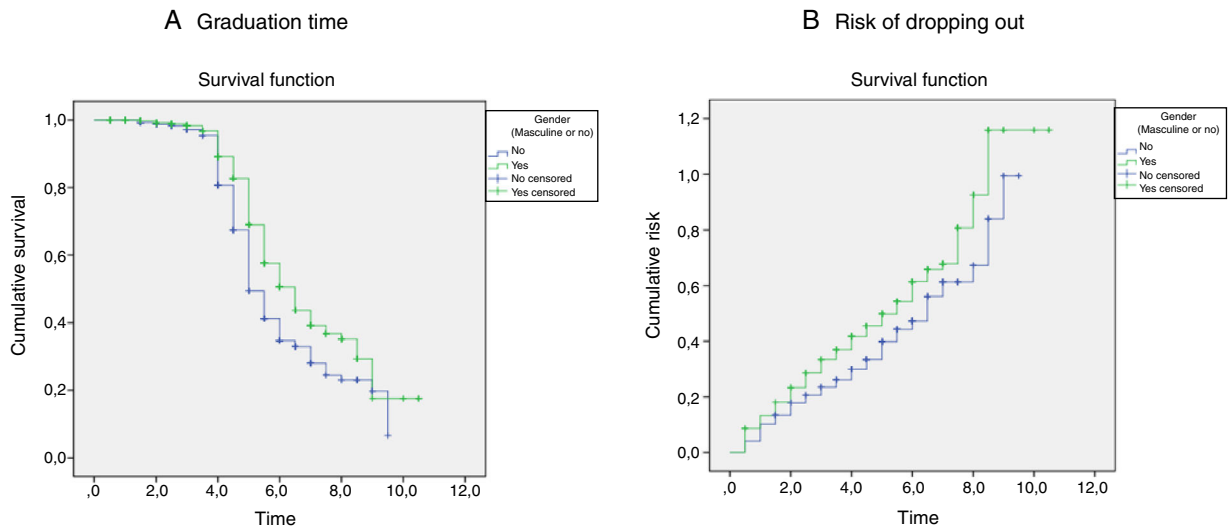 A Graduation time
Survival function
Cumulative survival
1,0
0,8
0,6
0,4
0,2
0,0
,0 2,0 4,0 6,0 8,0 10,0 12,0
Time
Gender
(Masculine or no)
No
Yes
No censored
Yes censored
B Risk of dropping out
Survival function
Cumulative risk
1,2
1,0
0,8
0,6
0,4
0,2
0,0
,0 2,0 4,0 6,0 8,0 10,0 12,0
Time
Gender
(Masculine or no)
No
Yes
No censored
Yes censored